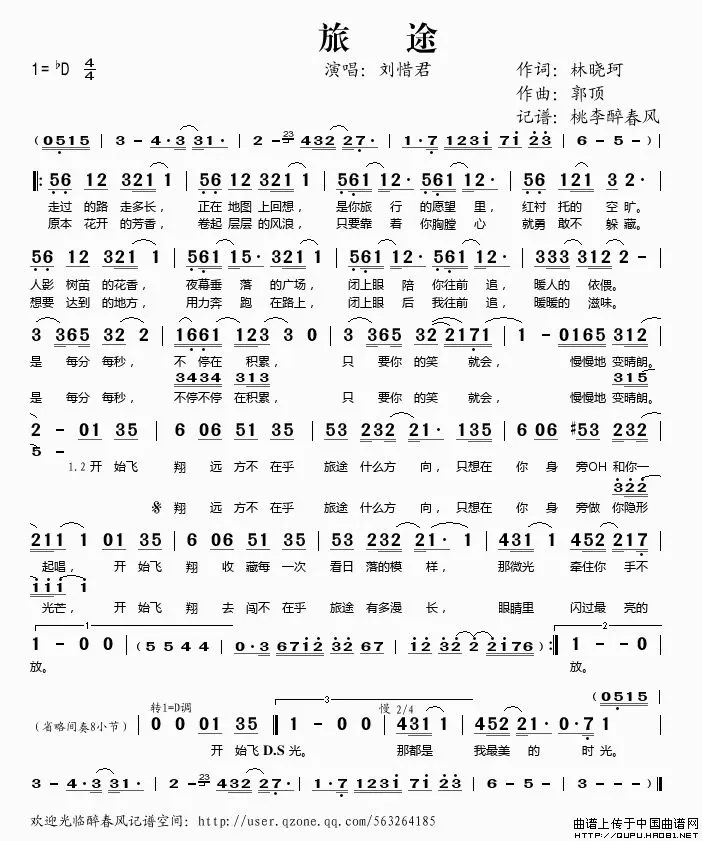 旅 途
1=♭D 4/4 演唱：刘惜君 作词：林晓珂
作曲：郭顶
记谱：桃李醉春风
(0515 | 3 - 4·3 31· | 2 -23 432 27· | 1·7 123i 7i 23 | 6 - 5 - )
56 12 321 1 | 56 12 321 1 | 561 12· 561 12· | 56 121 3 2·
走过 的路 走多长， 正在 地图 上回想， 是你旅 行 的愿望 里， 红衬 托的 空 旷。
原本 花开 的芳香， 卷起 层层 的风浪， 只要靠 着 你胸膛 心 就勇 敢不 躲 藏。
56 12 321 1 | 561 15· 321 1 | 561 12· 561 12· | 333 312 2 -
人影 树苗 的花香， 夜幕垂 落 的广场， 闭上眼 陪 你往前 追， 暖人的 依偎。
想要 达到 的地方， 用力奔 跑 在路上， 闭上眼 后 我往前 追， 暖暖的 滋味。
3 365 32 2 | 1661 123 3 0 | 3 365 32 2171 | 1 - 0165 312
是 每分 每秒， 不 停在 积累， 只 要你 的笑 就会， 慢慢地 变晴朗。
3434 313 315
是 每分 每秒， 不停不停 在积累， 只 要你 的笑 就会， 慢慢地 变晴朗。
2 - 01 35 | 6 06 51 35 | 53 232 21· 135 | 6 06 #53 232
5 -
1.2开 始飞 翔 远 方不 在乎 旅途 什么方 向，只想在 你 身 旁OH 和你一
322
𝄋 翔 远 方不 在乎 旅途 什么方 向，只想在 你 身 旁做 你隐形
211 1 01 35 | 6 06 51 35 | 53 232 21· 1 | 431 1 452 217
起唱， 开 始飞 翔 收 藏每 一次 看日 落的模 样， 那微光 牵住你 手不
iii i
光芒， 开 始飞 翔 去 闯不 在乎 旅途 有多漫 长， 眼睛里 闪过最 亮的
1 2
1 - 0 0 | (5 5 4 4 | 0·3 67i2 32 67 | i2 32 2 2i76) :| 1 - - 0
放。 放。
转1=D调 3 慢 2/4 (0515
(省略间奏8小节) 0 0 01 35 :| 1 - 0 0 | 431 1 | 452 21· 0·7 1
开 始飞 D.S 光。 那都是 我最美 的 时 光。
3 - 4·3 31· | 2 -23 432 27· | 1·7 123i 7i 23 | 6 - 5 - | 3 - - - )
欢迎光临醉春风记谱空间：http://user.qzone.qq.com/563264185
曲谱上传于中国曲谱网
HTTP://QUPU.HAO81.NET